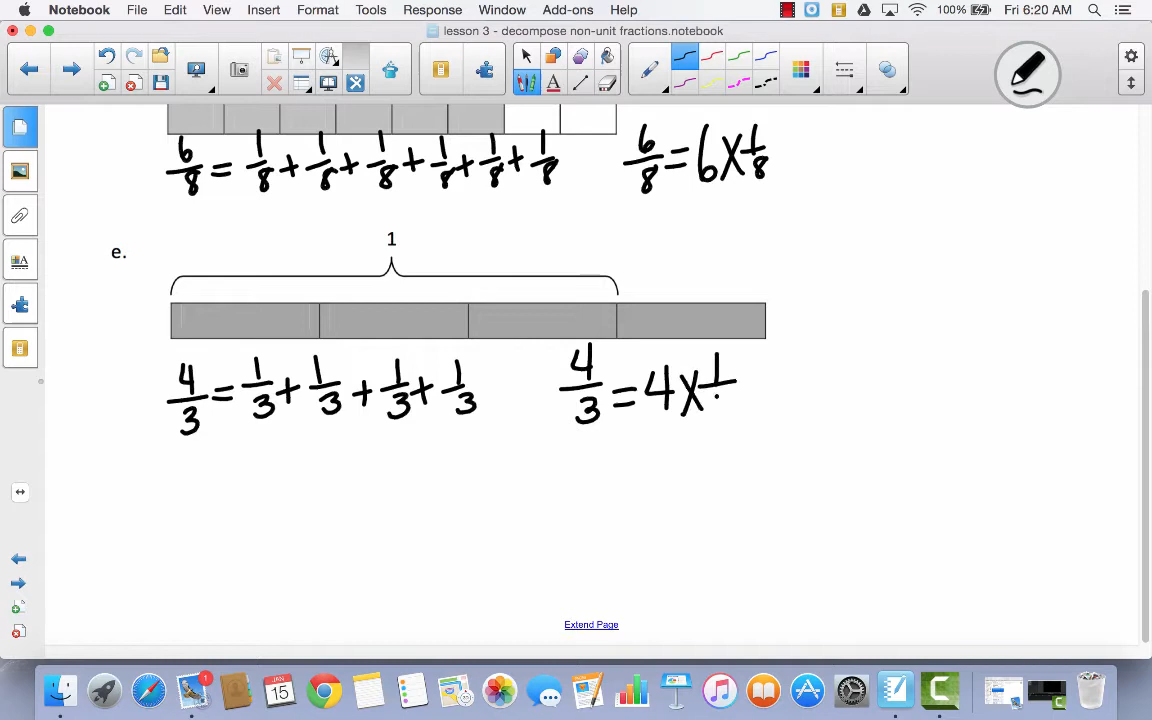 Notebook File Edit View Insert Format Tools Response Window Add-ons Help 100% Fri 6:20 AM
lesson 3 - decompose non-unit fractions.notebook
6/8 = 1/8 + 1/8 + 1/8 + 1/8 + 1/8 + 1/8 6/8 = 6 X 1/8
1
e.
4/3 = 1/3 + 1/3 + 1/3 + 1/3 4/3 = 4 X 1/
Extend Page
1
JAN
15